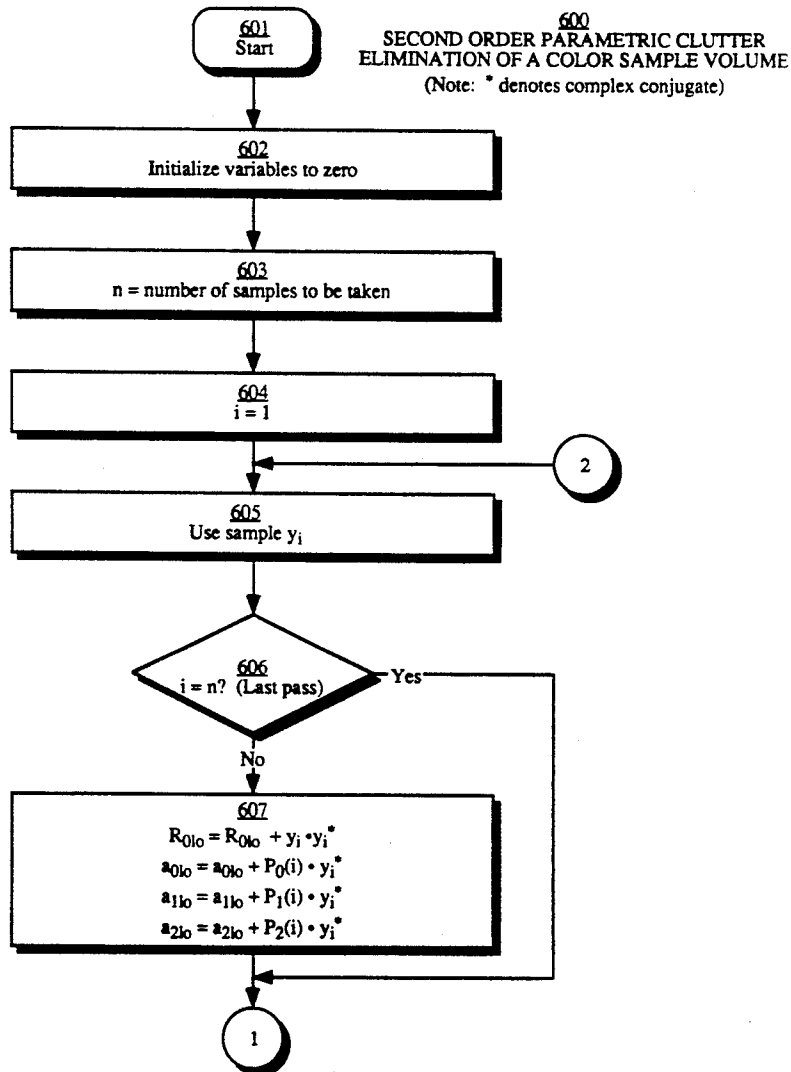 601
Start
600
SECOND ORDER PARAMETRIC CLUTTER
ELIMINATION OF A COLOR SAMPLE VOLUME
(Note: * denotes complex conjugate)
602
Initialize variables to zero
603
n = number of samples to be taken
604
i = 1
2
605
Use sample yᵢ
606
i = n? (Last pass)
Yes
No
607
R₀ₗₒ = R₀ₗₒ + yᵢ • yᵢ*
a₀ₗₒ = a₀ₗₒ + P₀(i) • yᵢ*
a₁ₗₒ = a₁ₗₒ + P₁(i) • yᵢ*
a₂ₗₒ = a₂ₗₒ + P₂(i) • yᵢ*
1